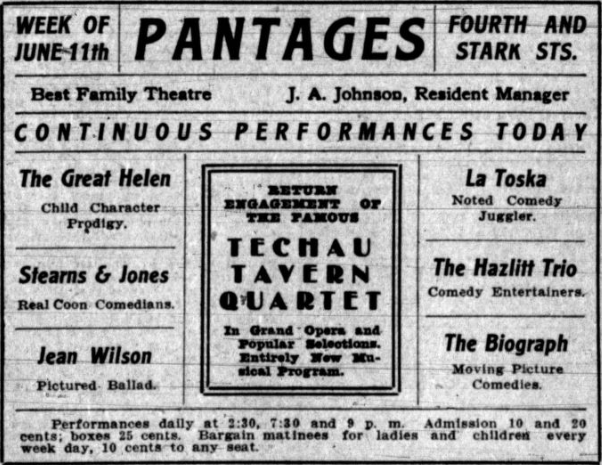 WEEK OF
JUNE 11th
PANTAGES
FOURTH AND
STARK STS.
Best Family Theatre J. A. Johnson, Resident Manager
CONTINUOUS PERFORMANCES TODAY
The Great Helen
Child Character
Prodigy.
Stearns & Jones
Real Coon Comedians.
Jean Wilson
Pictured Ballad.
RETURN
ENGAGEMENT OF
THE FAMOUS
TECHAU
TAVERN
QUARTET
In Grand Opera and
Popular Selections.
Entirely New Mu-
sical Program.
La Toska
Noted Comedy
Juggler.
The Hazlitt Trio
Comedy Entertainers.
The Biograph
Moving Picture
Comedies.
Performances daily at 2:30, 7:30 and 9 p. m. Admission 10 and 20
cents; boxes 25 cents. Bargain matinees for ladies and children every
week day, 10 cents to any seat.